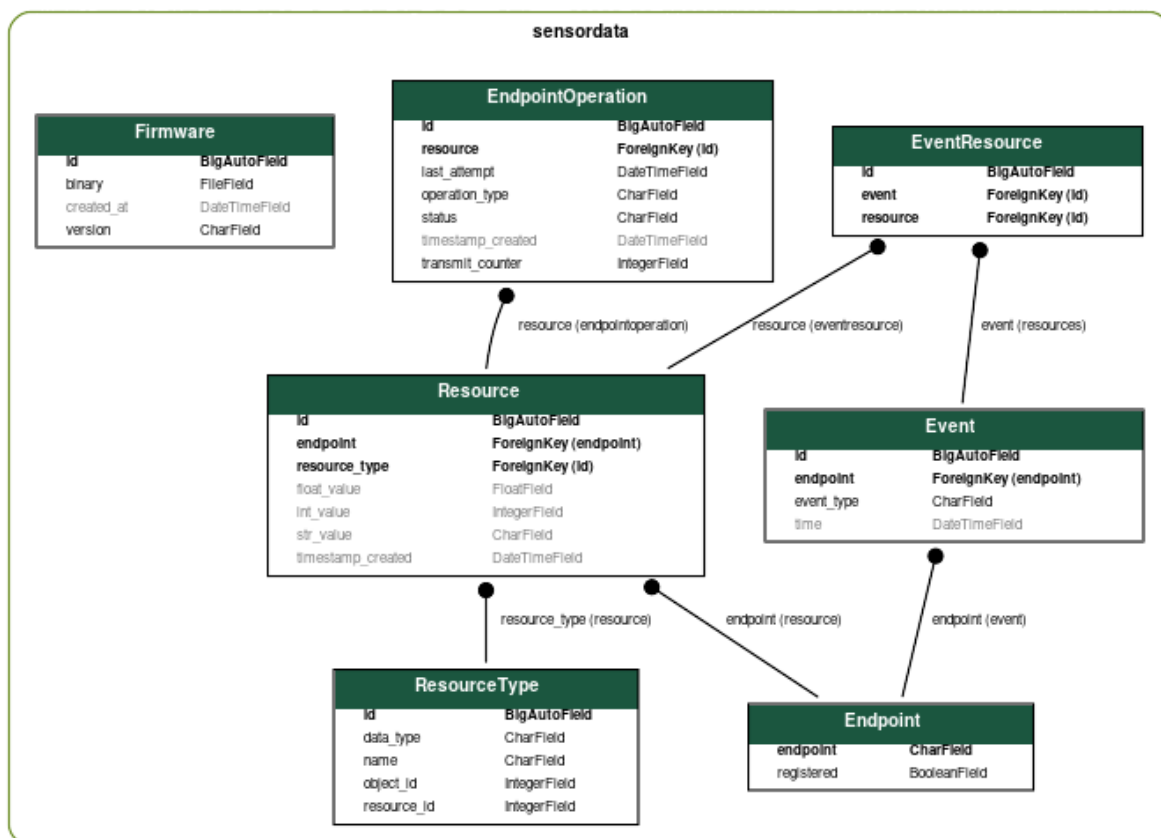 sensordata
Firmware
id BigAutoField
binary FileField
created_at DateTimeField
version CharField
EndpointOperation
id BigAutoField
resource ForeignKey (id)
last_attempt DateTimeField
operation_type CharField
status CharField
timestamp_created DateTimeField
transmit_counter IntegerField
EventResource
id BigAutoField
event ForeignKey (id)
resource ForeignKey (id)
resource (endpointoperation)
resource (eventresource)
event (resources)
Resource
id BigAutoField
endpoint ForeignKey (endpoint)
resource_type ForeignKey (id)
float_value FloatField
int_value IntegerField
str_value CharField
timestamp_created DateTimeField
Event
id BigAutoField
endpoint ForeignKey (endpoint)
event_type CharField
time DateTimeField
resource_type (resource)
endpoint (resource)
endpoint (event)
ResourceType
id BigAutoField
data_type CharField
name CharField
object_id IntegerField
resource_id IntegerField
Endpoint
endpoint CharField
registered BooleanField